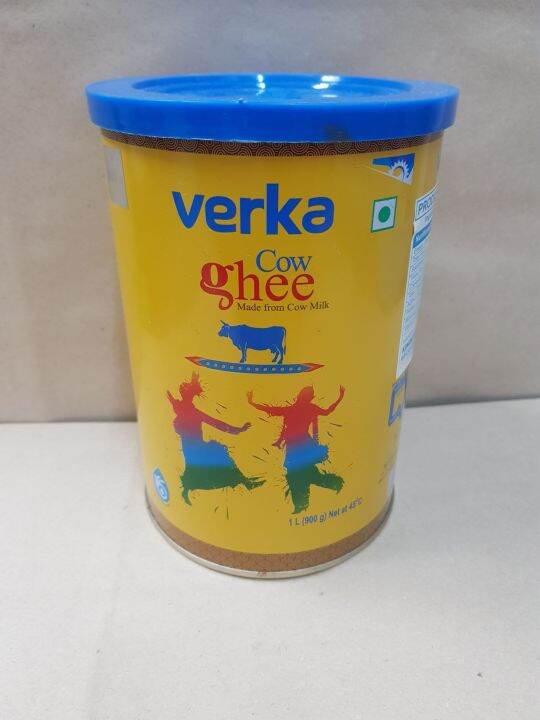 verka
Cow
ghee
Made from Cow Milk
1 L (900 g) Net at 45°C